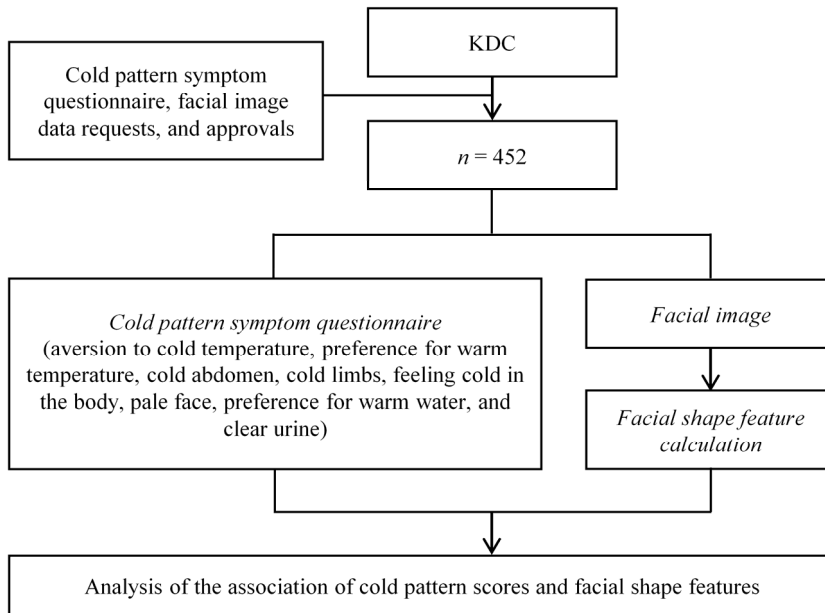 KDC
Cold pattern symptom
questionnaire, facial image
data requests, and approvals
n = 452
Cold pattern symptom questionnaire
(aversion to cold temperature, preference for warm
temperature, cold abdomen, cold limbs, feeling cold in
the body, pale face, preference for warm water, and
clear urine)
Facial image
Facial shape feature
calculation
Analysis of the association of cold pattern scores and facial shape features